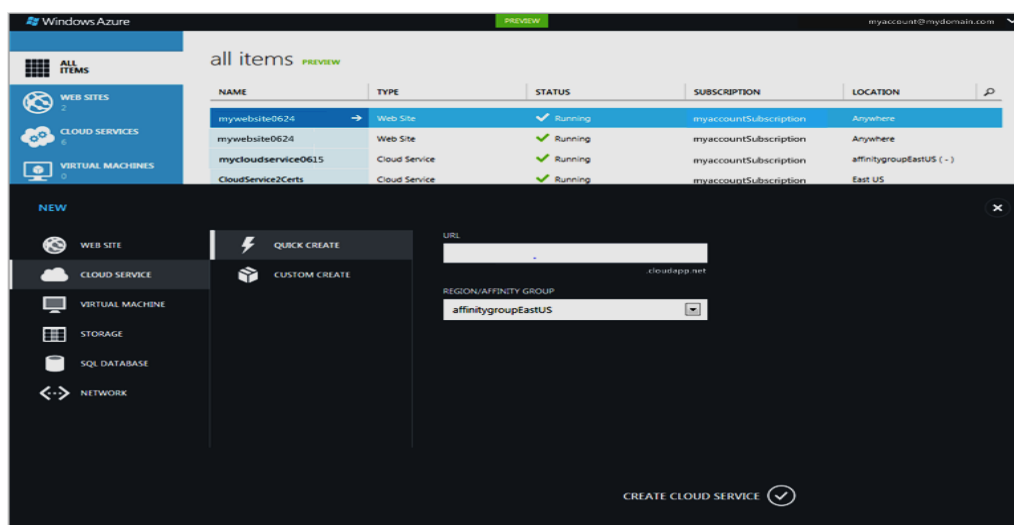 Windows Azure PREVIEW myaccount@mydomain.com
all items PREVIEW
ALL
ITEMS
NAME TYPE STATUS SUBSCRIPTION LOCATION
WEB SITES
2
mywebsite0624 Web Site Running myaccountSubscription Anywhere
CLOUD SERVICES
6
mywebsite0624 Web Site Running myaccountSubscription Anywhere
mycloudservice0615 Cloud Service Running myaccountSubscription affinitygroupEastUS ( - )
VIRTUAL MACHINES
0
CloudService2Certs Cloud Service Running myaccountSubscription East US
NEW
WEB SITE
CLOUD SERVICE
VIRTUAL MACHINE
STORAGE
SQL DATABASE
NETWORK
QUICK CREATE
CUSTOM CREATE
URL
.cloudapp.net
REGION/AFFINITY GROUP
affinitygroupEastUS
CREATE CLOUD SERVICE